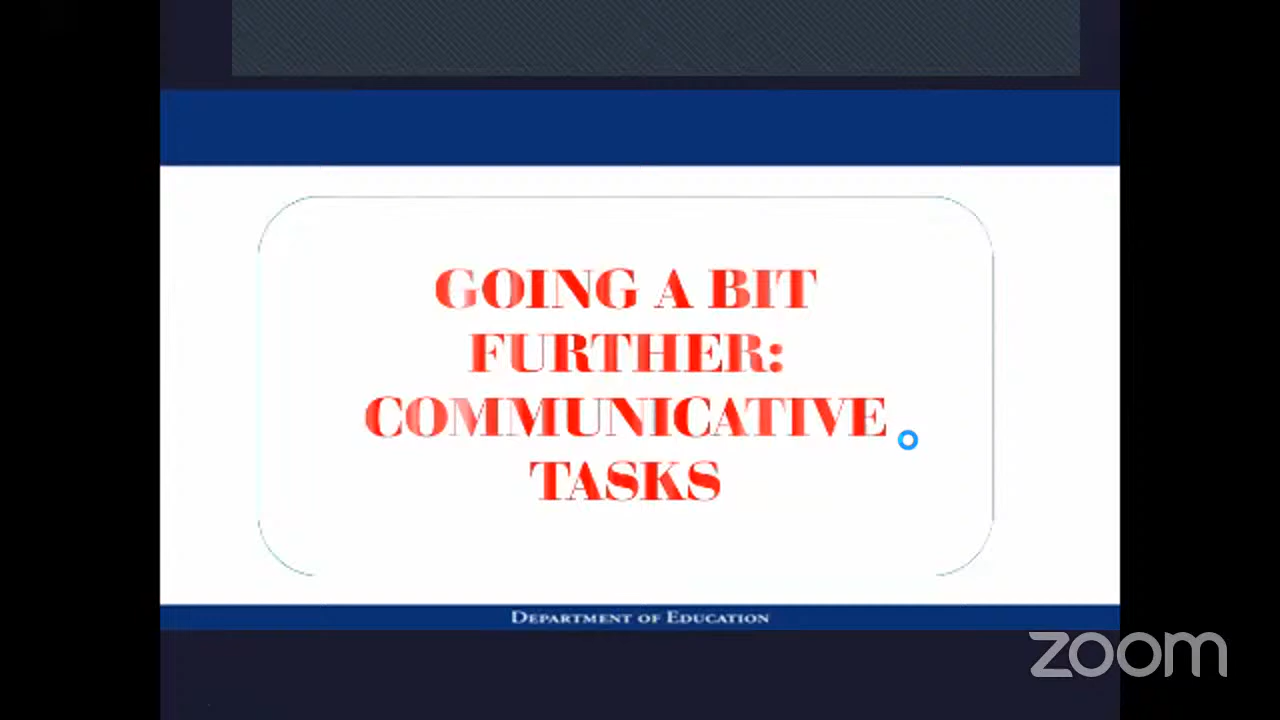 GOING A BIT
FURTHER:
COMMUNICATIVE
TASKS
DEPARTMENT OF EDUCATION
zoom